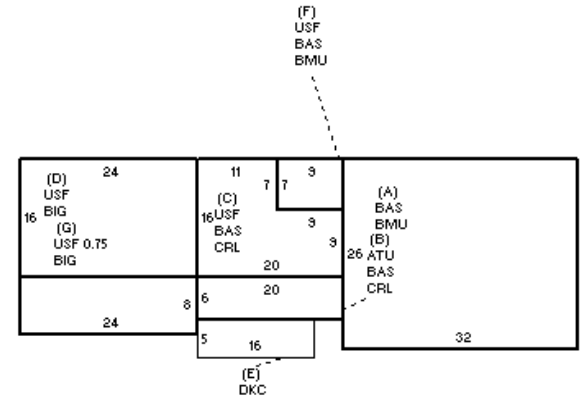 (F)
USF
BAS
BMU
24
11
9
(D)
USF
BIG
7
7
16
(C)
USF
BAS
CRL
16
(A)
BAS
BMU
9
(G)
USF 0.75
BIG
9
(B)
ATU
BAS
CRL
26
20
20
8
6
24
5
16
32
(E)
DKC